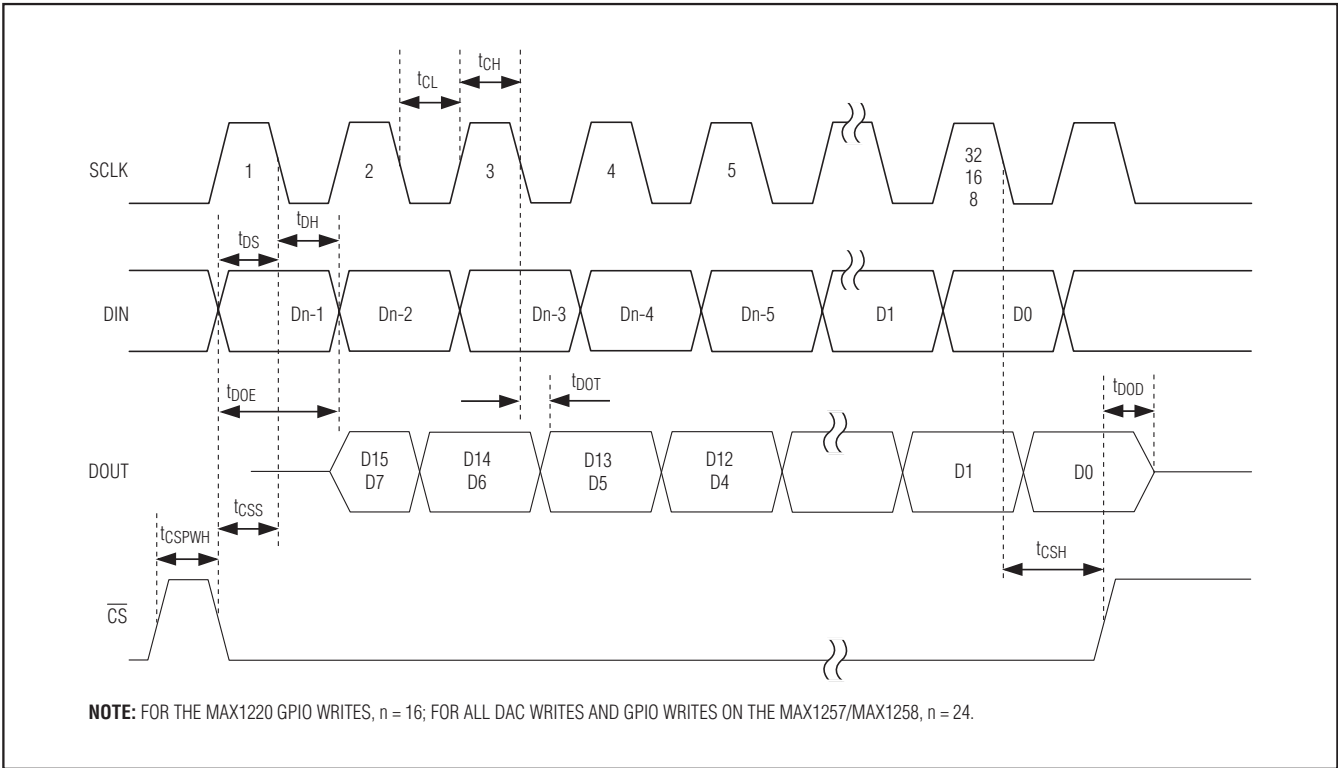 tCL
tCH
SCLK
1
2
3
4
5
32
16
8
tDH
tDS
DIN
Dn-1
Dn-2
Dn-3
Dn-4
Dn-5
D1
D0
tDOE
tDOT
tDOD
DOUT
D15
D7
D14
D6
D13
D5
D12
D4
D1
D0
tCSS
tCSPWH
tCSH
CS
NOTE: FOR THE MAX1220 GPIO WRITES, n = 16; FOR ALL DAC WRITES AND GPIO WRITES ON THE MAX1257/MAX1258, n = 24.